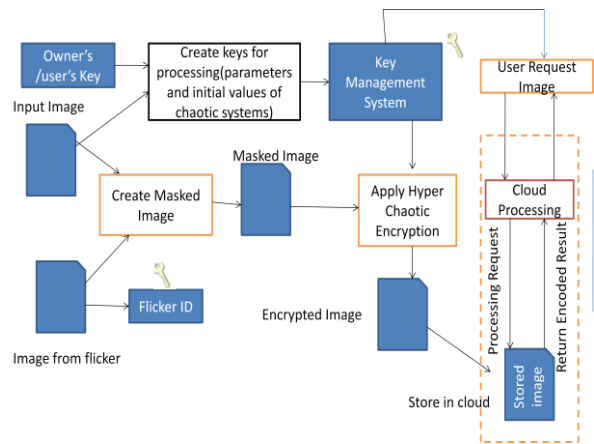 Owner's
/user's Key
Create keys for
processing(parameters
and initial values of
chaotic systems)
Key
Management
System
User Request
Image
Input Image
Masked Image
Create Masked
Image
Apply Hyper
Chaotic
Encryption
Cloud
Processing
Processing Request
Return Encoded Result
Flicker ID
Image from flicker
Encrypted Image
Store in cloud
Stored
image